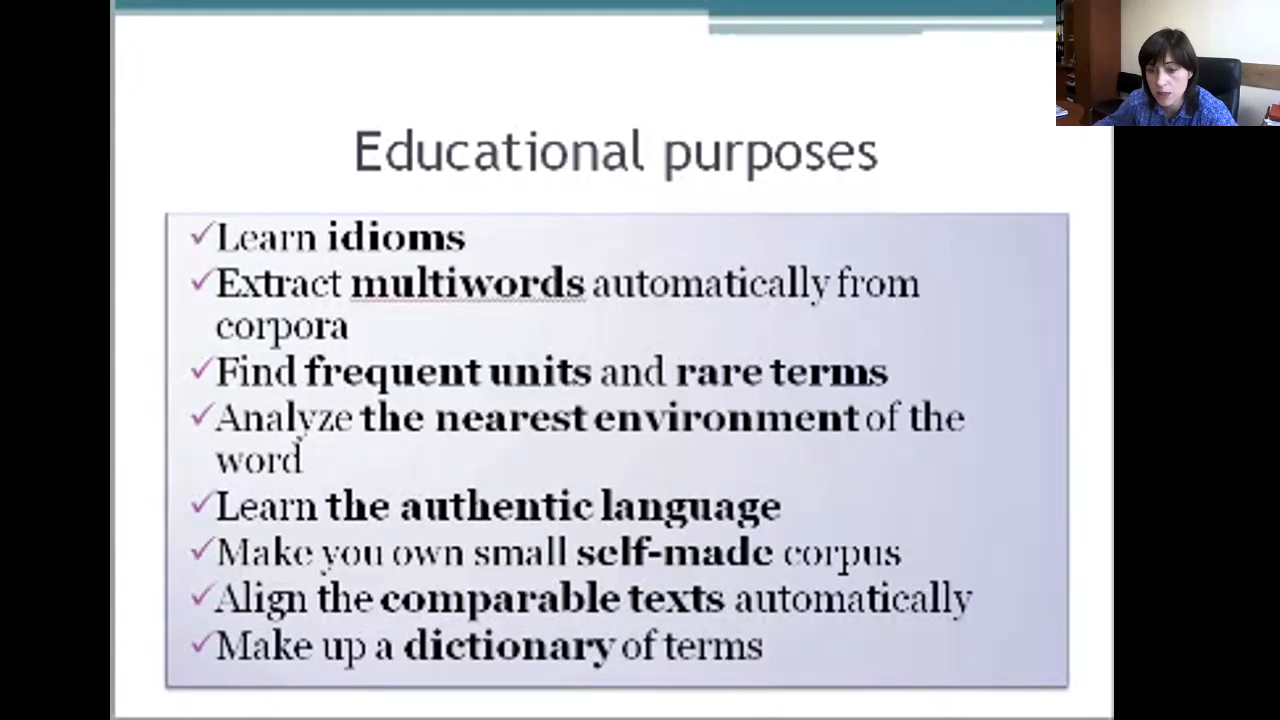 Educational purposes
✓Learn idioms
✓Extract multiwords automatically from
corpora
✓Find frequent units and rare terms
✓Analyze the nearest environment of the
word
✓Learn the authentic language
✓Make you own small self-made corpus
✓Align the comparable texts automatically
✓Make up a dictionary of terms